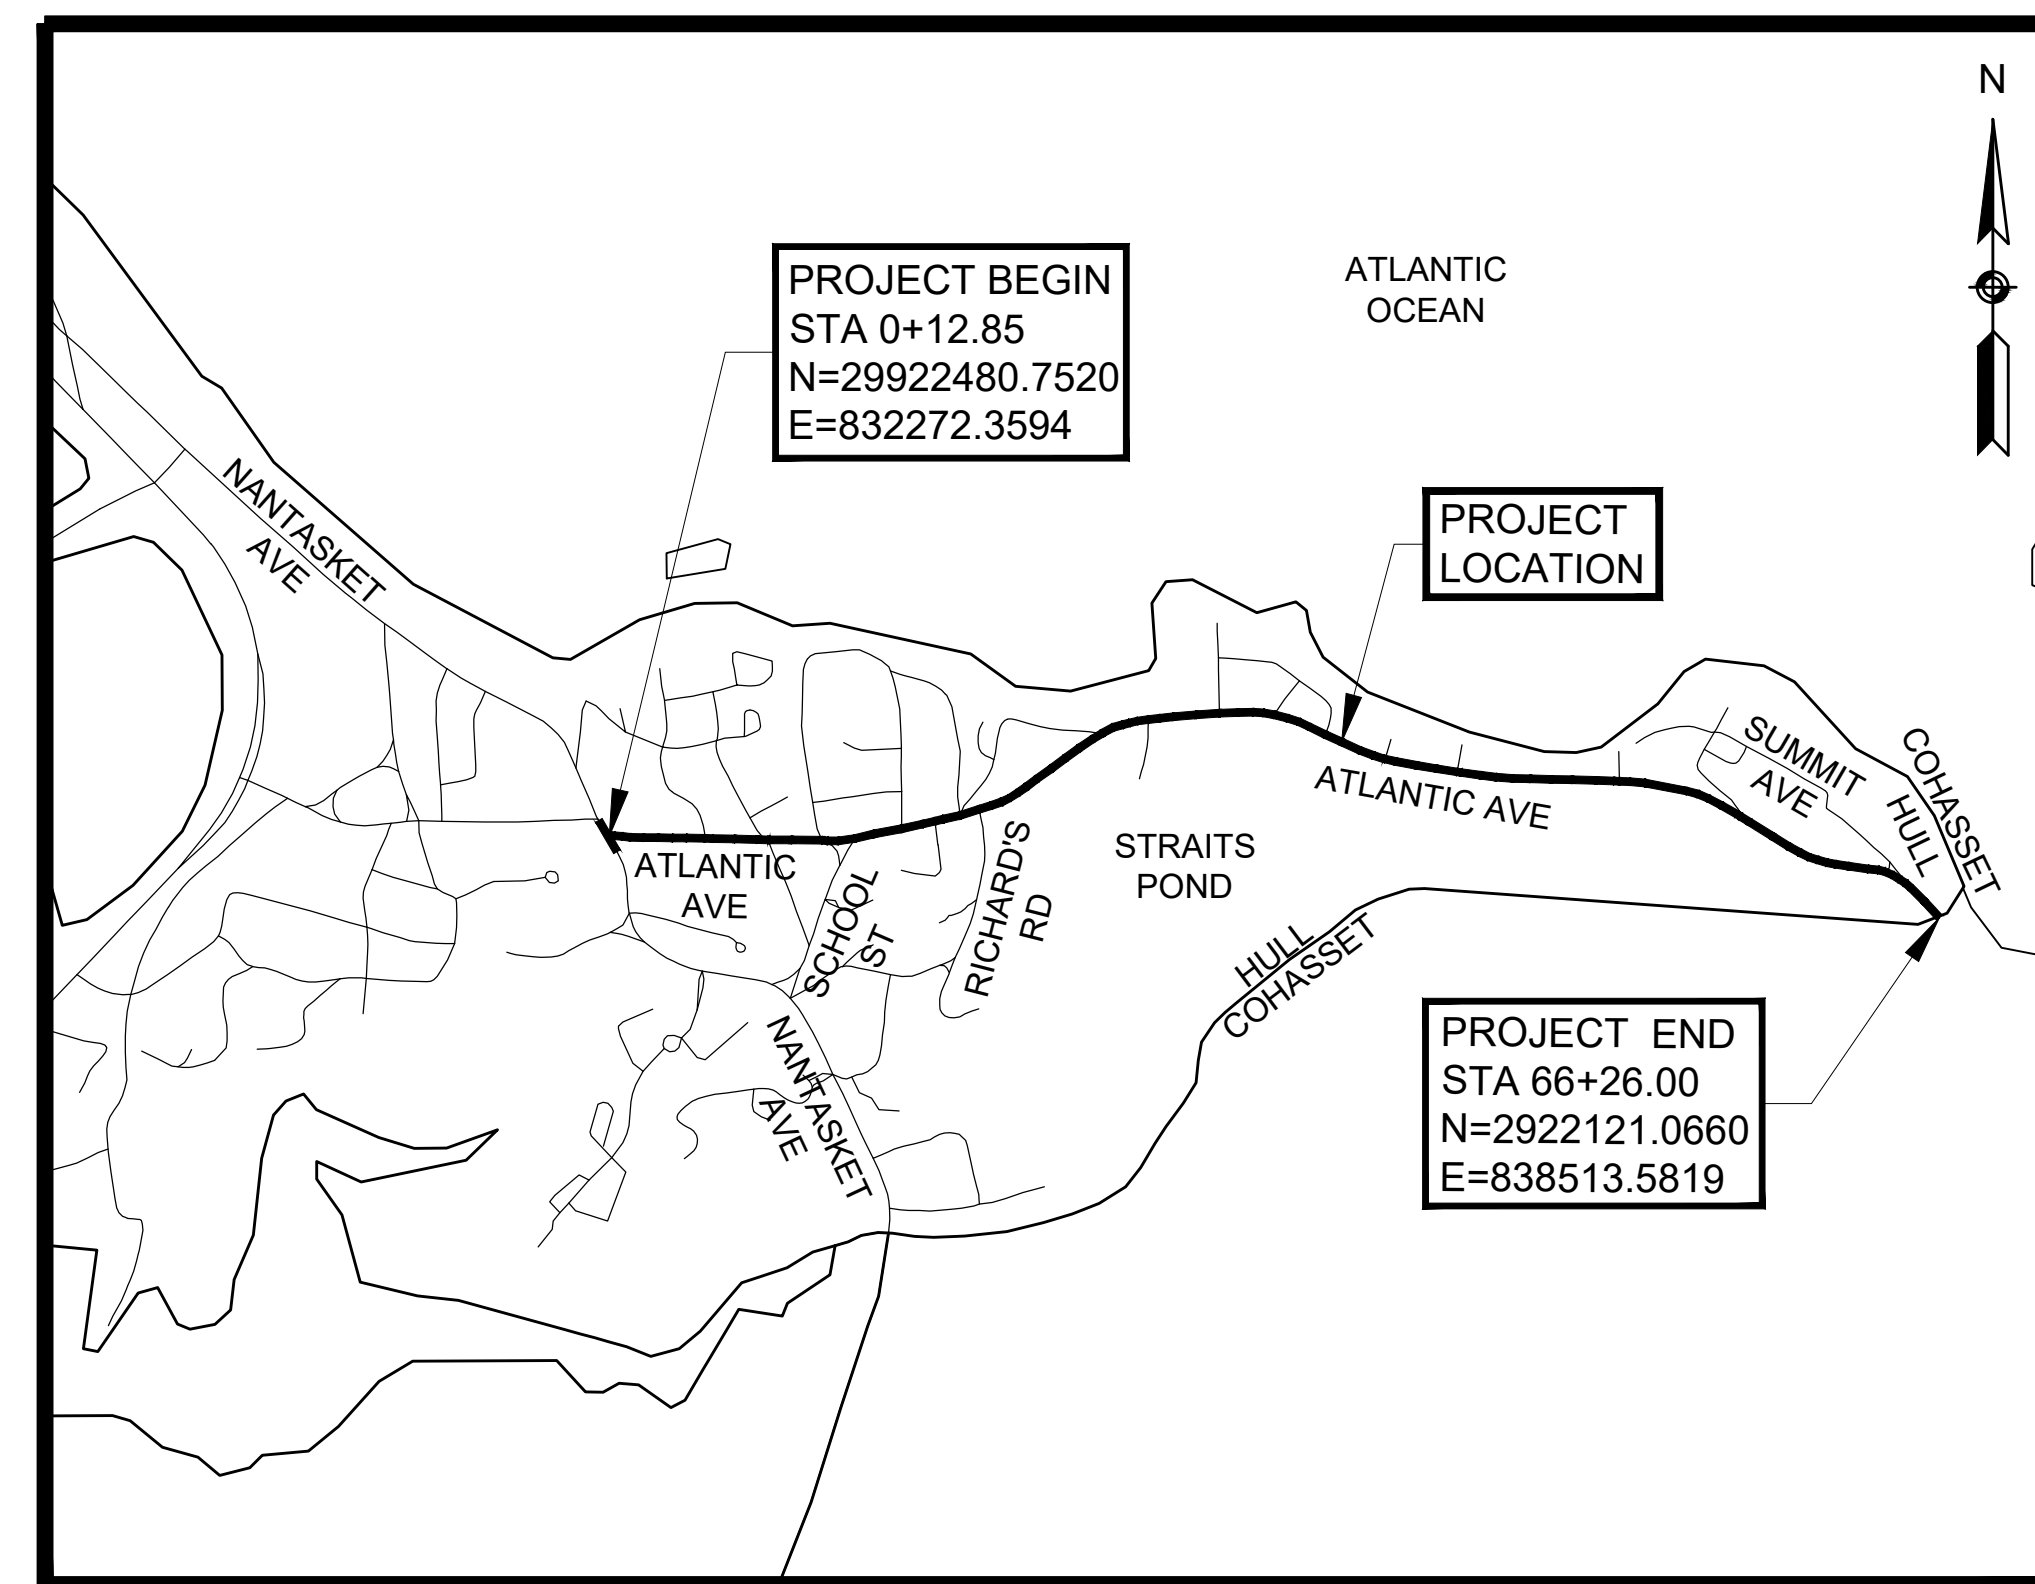 N
PROJECT BEGIN
STA 0+12.85
N=29922480.7520
E=832272.3594
ATLANTIC
OCEAN
NANTASKET
AVE
PROJECT
LOCATION
SUMMIT
AVE
COHASSET
HULL
ATLANTIC AVE
ATLANTIC
AVE
SCHOOL
ST
RICHARD'S
RD
STRAITS
POND
HULL
COHASSET
NANTASKET
AVE
PROJECT  END
STA 66+26.00
N=2922121.0660
E=838513.5819